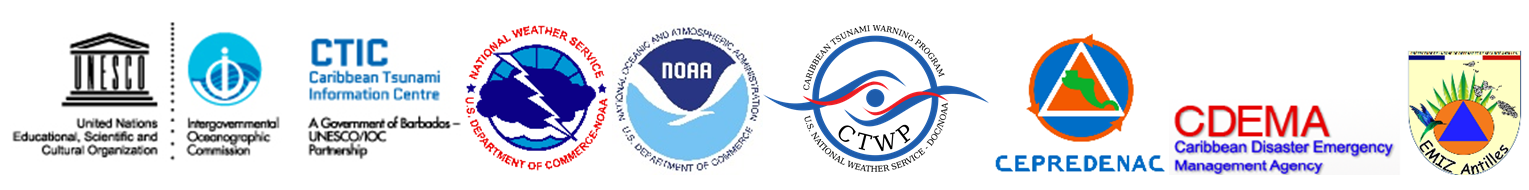 UNESCO
United Nations
Educational, Scientific and
Cultural Organization
Intergovernmental
Oceanographic
Commission
CTIC
Caribbean Tsunami
Information Centre
A Government of Barbados –
UNESCO/IOC
Partnership
NATIONAL WEATHER SERVICE
U.S. DEPARTMENT OF COMMERCE-NOAA
NATIONAL OCEANIC AND ATMOSPHERIC ADMINISTRATION
NOAA
U.S. DEPARTMENT OF COMMERCE
CARIBBEAN TSUNAMI WARNING PROGRAM
CTWP
U.S. NATIONAL WEATHER SERVICE - DOC/NOAA
CEPREDENAC
CDEMA
Caribbean Disaster Emergency
Management Agency
EMIZ Antilles